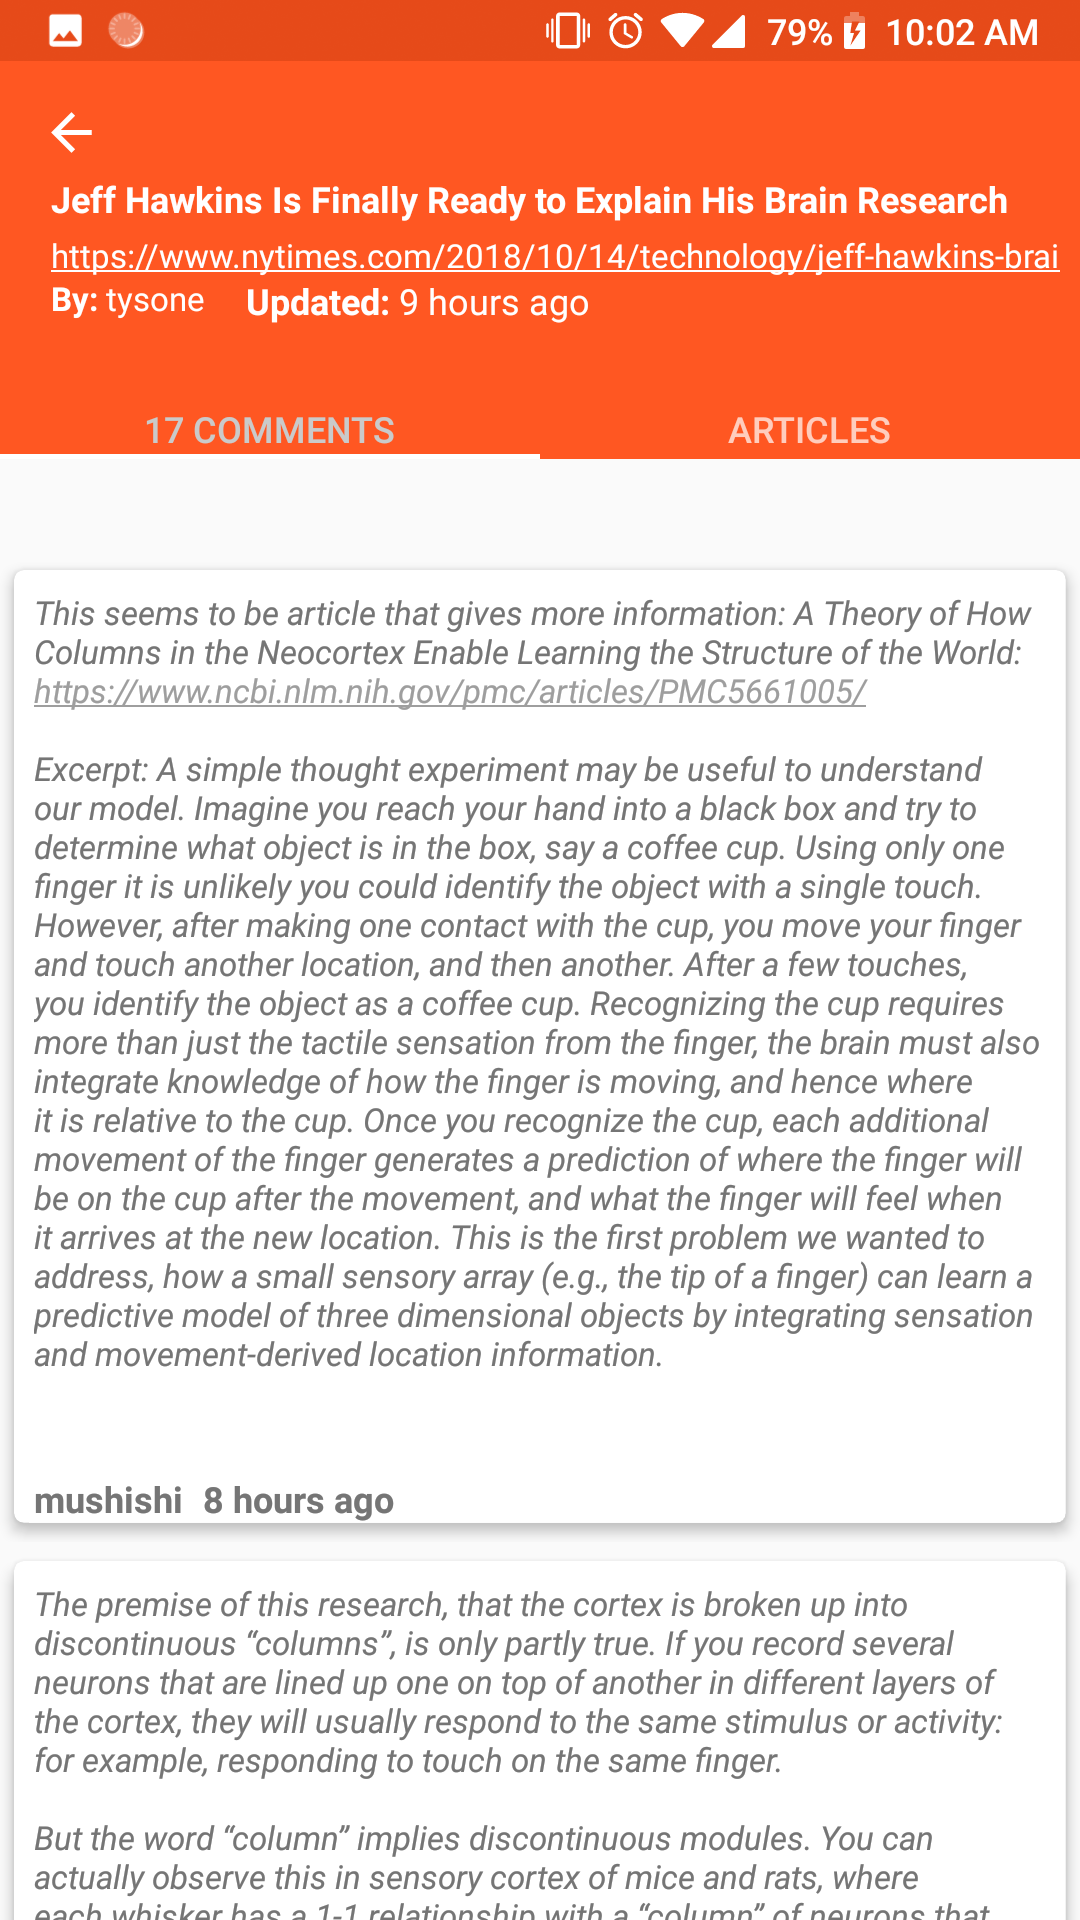 79% 10:02 AM
Jeff Hawkins Is Finally Ready to Explain His Brain Research
https://www.nytimes.com/2018/10/14/technology/jeff-hawkins-brai
By: tysone Updated: 9 hours ago
17 COMMENTS ARTICLES
This seems to be article that gives more information: A Theory of How
Columns in the Neocortex Enable Learning the Structure of the World:
https://www.ncbi.nlm.nih.gov/pmc/articles/PMC5661005/
Excerpt: A simple thought experiment may be useful to understand
our model. Imagine you reach your hand into a black box and try to
determine what object is in the box, say a coffee cup. Using only one
finger it is unlikely you could identify the object with a single touch.
However, after making one contact with the cup, you move your finger
and touch another location, and then another. After a few touches,
you identify the object as a coffee cup. Recognizing the cup requires
more than just the tactile sensation from the finger, the brain must also
integrate knowledge of how the finger is moving, and hence where
it is relative to the cup. Once you recognize the cup, each additional
movement of the finger generates a prediction of where the finger will
be on the cup after the movement, and what the finger will feel when
it arrives at the new location. This is the first problem we wanted to
address, how a small sensory array (e.g., the tip of a finger) can learn a
predictive model of three dimensional objects by integrating sensation
and movement-derived location information.
mushishi 8 hours ago
The premise of this research, that the cortex is broken up into
discontinuous “columns”, is only partly true. If you record several
neurons that are lined up one on top of another in different layers of
the cortex, they will usually respond to the same stimulus or activity:
for example, responding to touch on the same finger.
But the word “column” implies discontinuous modules. You can
actually observe this in sensory cortex of mice and rats, where
each whisker has a 1-1 relationship with a “column” of neurons that